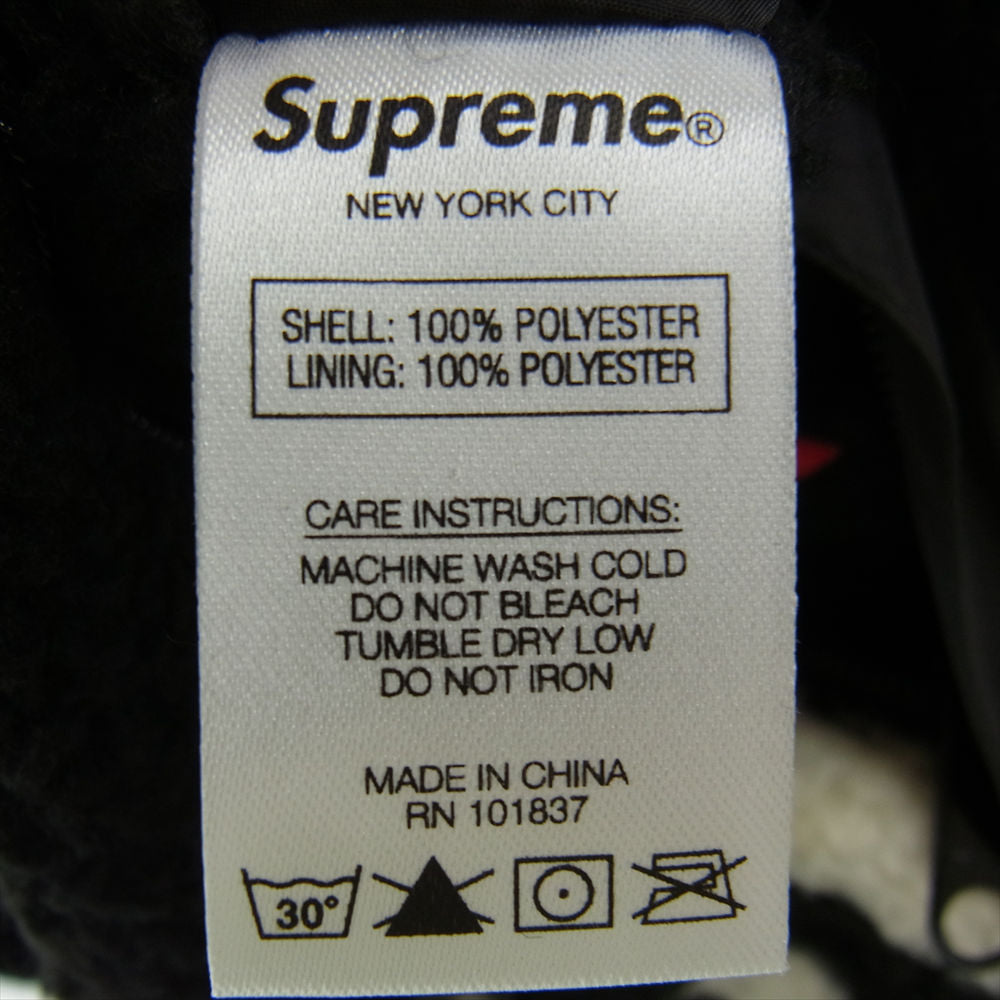 Supreme®
NEW YORK CITY
SHELL: 100% POLYESTER
LINING: 100% POLYESTER
CARE INSTRUCTIONS:
MACHINE WASH COLD
DO NOT BLEACH
TUMBLE DRY LOW
DO NOT IRON
MADE IN CHINA
RN 101837
30°